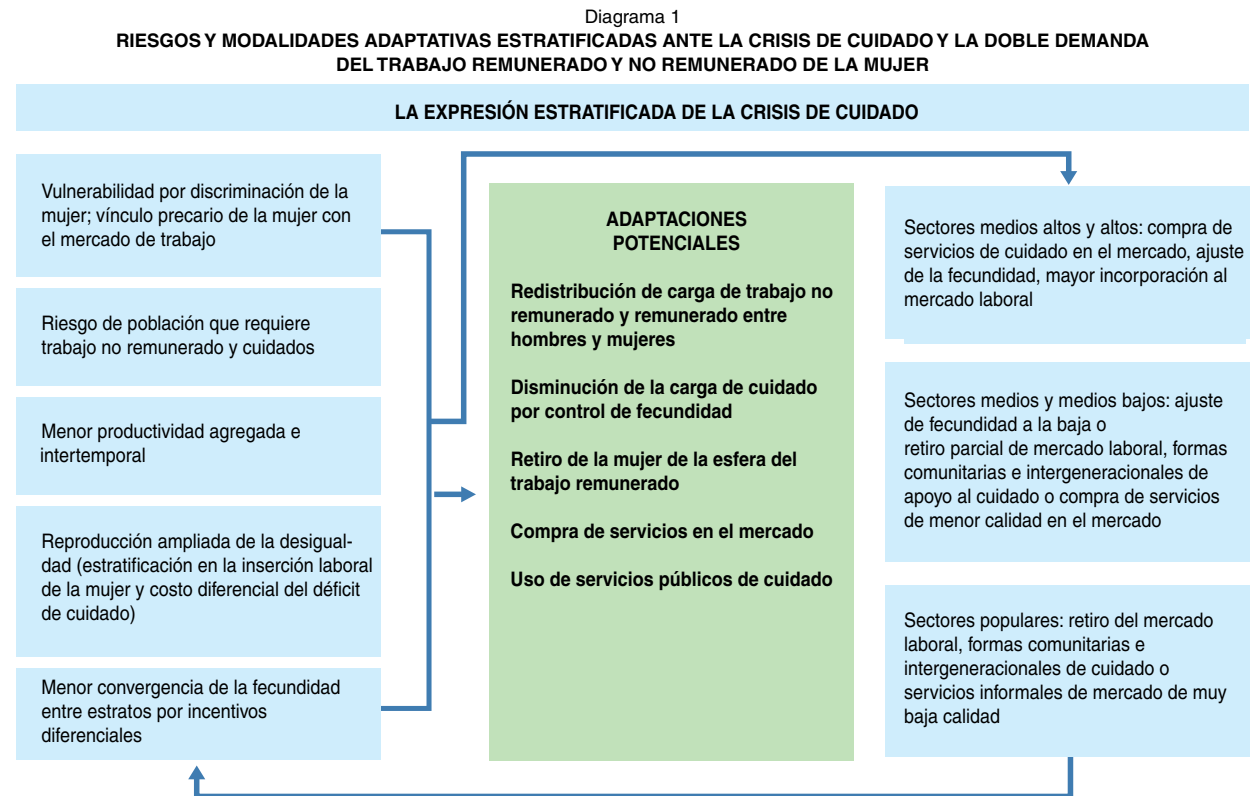 Diagrama 1
RIESGOS Y MODALIDADES ADAPTATIVAS ESTRATIFICADAS ANTE LA CRISIS DE CUIDADO Y LA DOBLE DEMANDA
DEL TRABAJO REMUNERADO Y NO REMUNERADO DE LA MUJER
LA EXPRESIÓN ESTRATIFICADA DE LA CRISIS DE CUIDADO
Vulnerabilidad por discriminación de la
mujer; vínculo precario de la mujer con
el mercado de trabajo
Riesgo de población que requiere
trabajo no remunerado y cuidados
Menor productividad agregada e
intertemporal
Reproducción ampliada de la desigual-
dad (estratificación en la inserción laboral
de la mujer y costo diferencial del déficit
de cuidado)
Menor convergencia de la fecundidad
entre estratos por incentivos
diferenciales
ADAPTACIONES
POTENCIALES
Redistribución de carga de trabajo no
remunerado y remunerado entre
hombres y mujeres
Disminución de la carga de cuidado
por control de fecundidad
Retiro de la mujer de la esfera del
trabajo remunerado
Compra de servicios en el mercado
Uso de servicios públicos de cuidado
Sectores medios altos y altos: compra de
servicios de cuidado en el mercado, ajuste
de la fecundidad, mayor incorporación al
mercado laboral
Sectores medios y medios bajos: ajuste
de fecundidad a la baja o
retiro parcial de mercado laboral, formas
comunitarias e intergeneracionales de
apoyo al cuidado o compra de servicios
de menor calidad en el mercado
Sectores populares: retiro del mercado
laboral, formas comunitarias e
intergeneracionales de cuidado o
servicios informales de mercado de muy
baja calidad